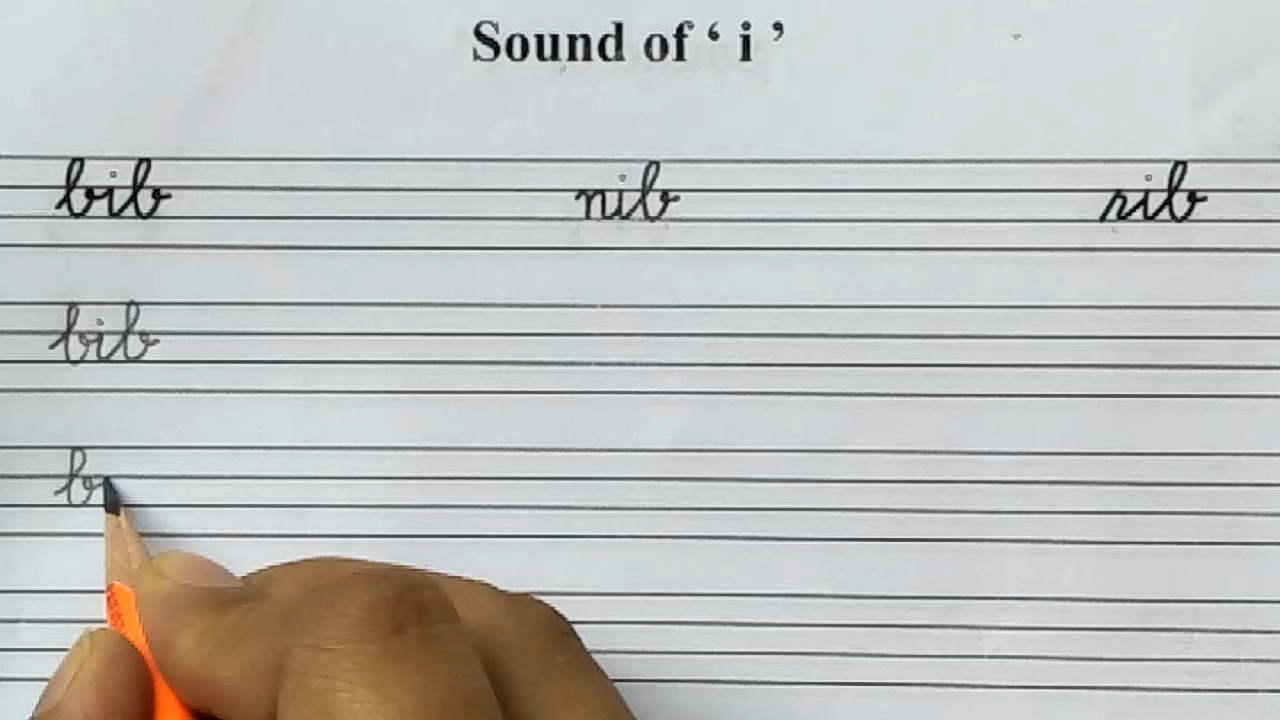 Sound of ‘ i ’
bib nib rib
bib
b